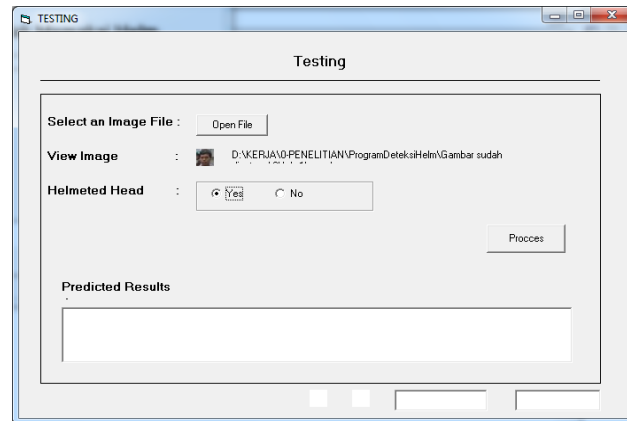 TESTING
Testing
Select an Image File :
Open File
View Image :
D:\KERJA\0-PENELITIAN\ProgramDeteksiHelm\Gambar sudah
Helmeted Head :
Yes No
Procces
Predicted Results